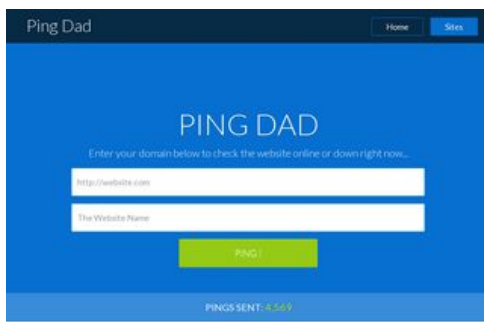 Ping Dad
Home
Sites
PING DAD
Enter your domain below to check the website online or down right now...
http://website.com
The Website Name
PING !
PINGS SENT: 4,569